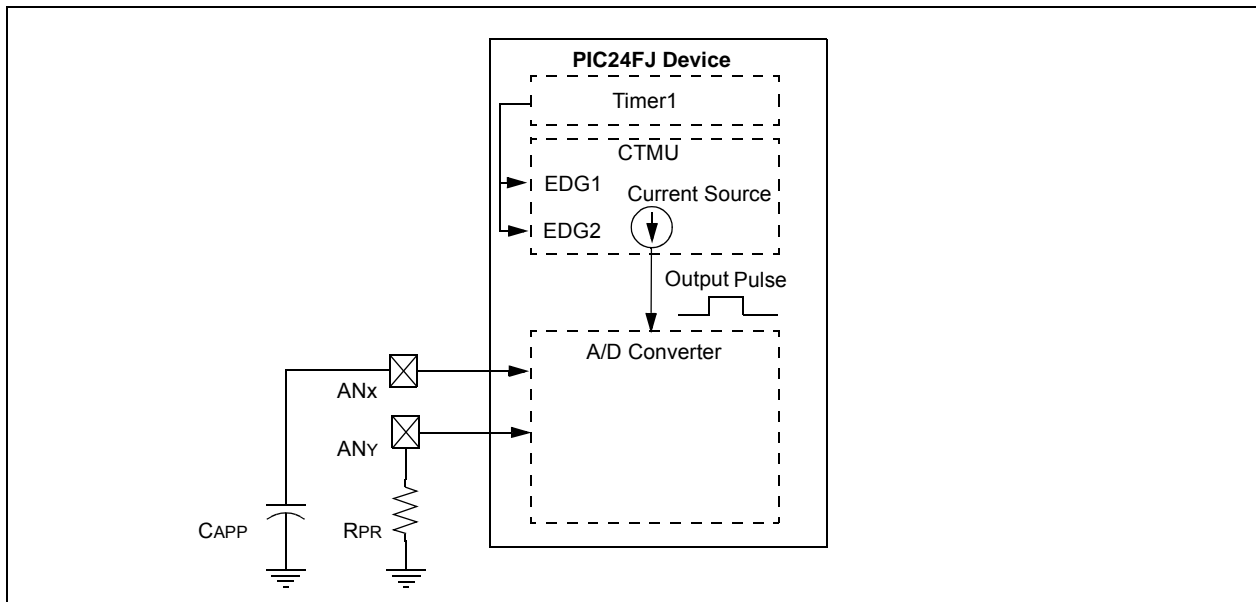 PIC24FJ Device
Timer1
CTMU
EDG1
Current Source
EDG2
Output Pulse
A/D Converter
ANx
ANY
CAPP
RPR